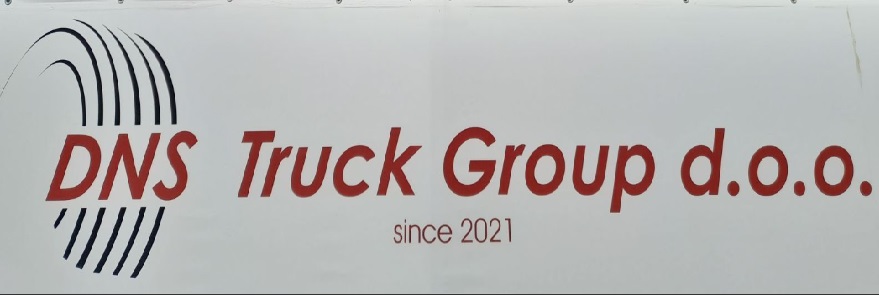 DNS Truck Group d.o.o.
since 2021